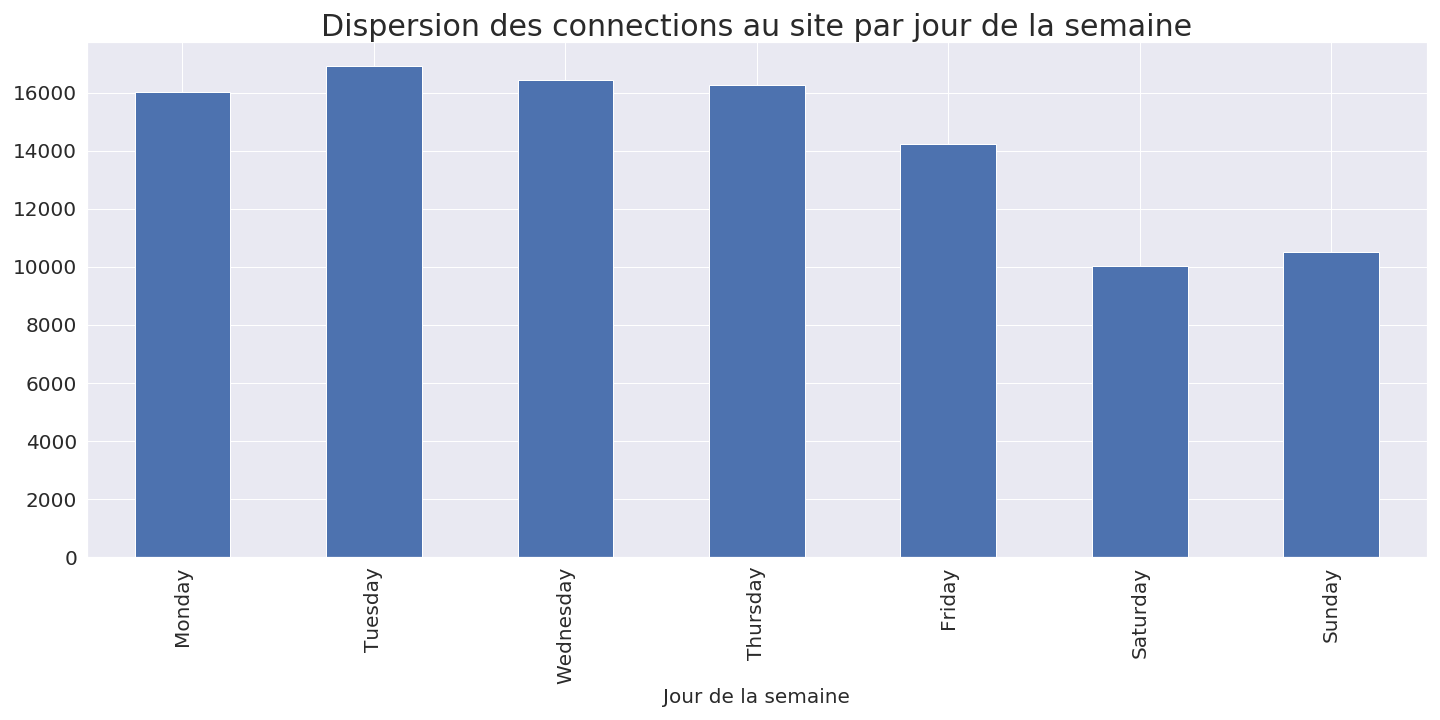 Dispersion des connections au site par jour de la semaine
16000
14000
12000
10000
8000
6000
4000
2000
0
Monday
Tuesday
Wednesday
Thursday
Friday
Saturday
Sunday
Jour de la semaine